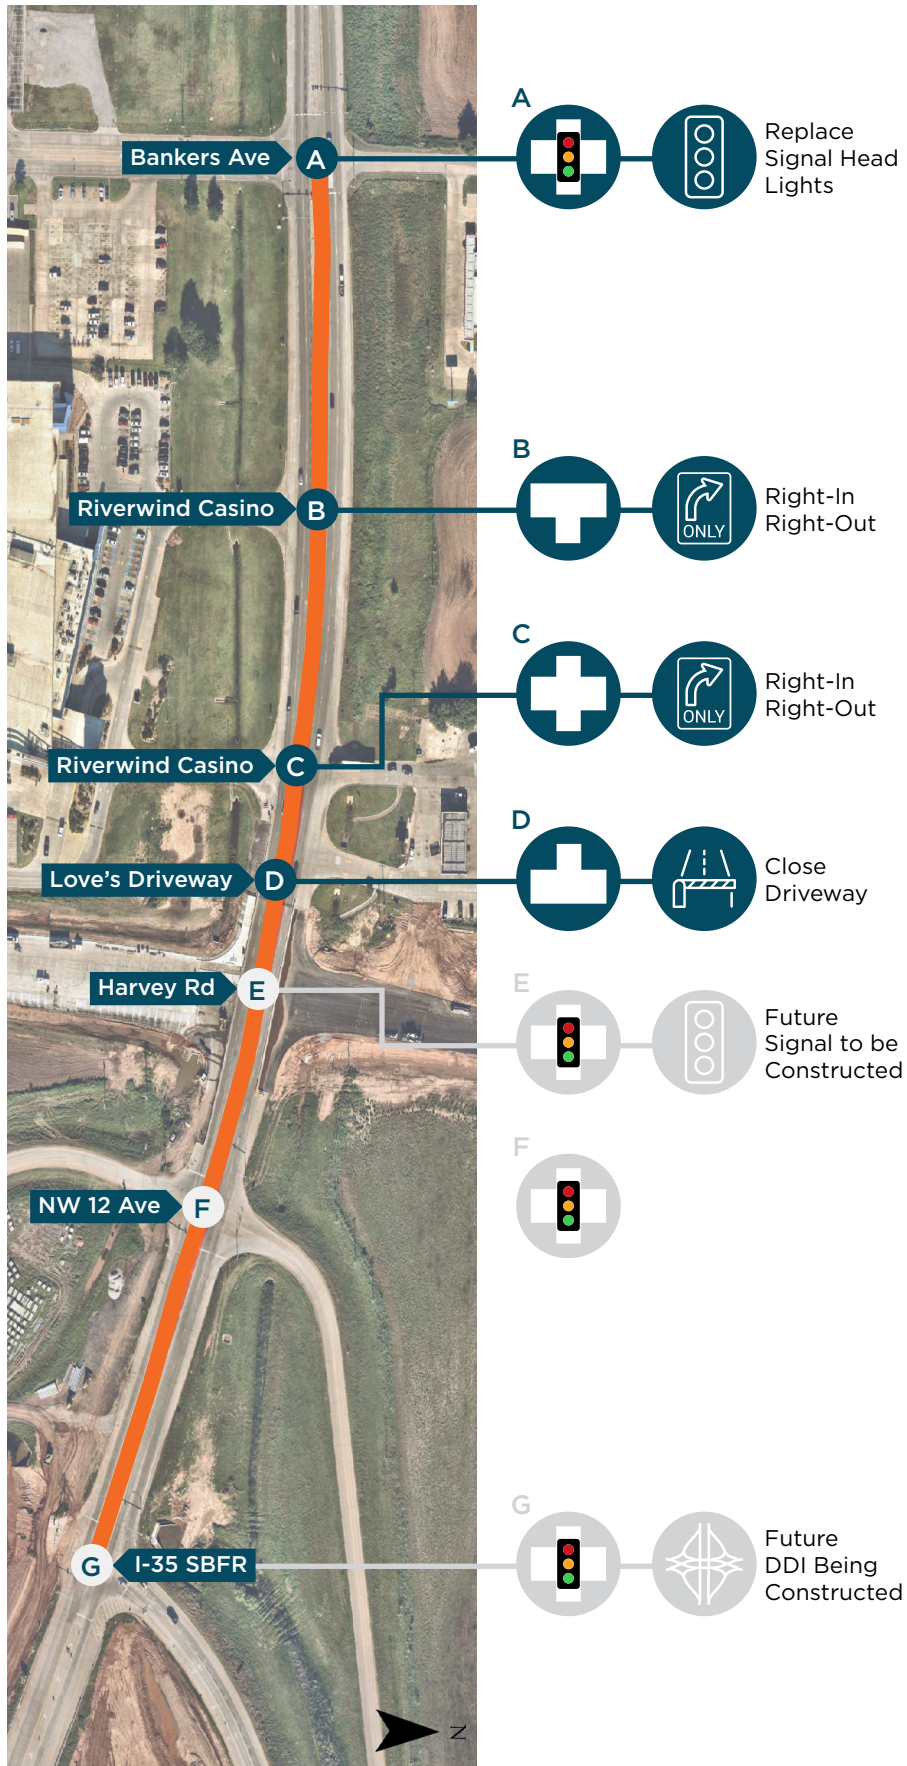 A
Bankers Ave
A
Replace
Signal Head
Lights
B
Riverwind Casino
B
ONLY
Right-In
Right-Out
C
Riverwind Casino
C
ONLY
Right-In
Right-Out
D
Love's Driveway
D
Close
Driveway
E
Harvey Rd
E
Future
Signal to be
Constructed
F
NW 12 Ave
F
G
G
I-35 SBFR
Future
DDI Being
Constructed
N